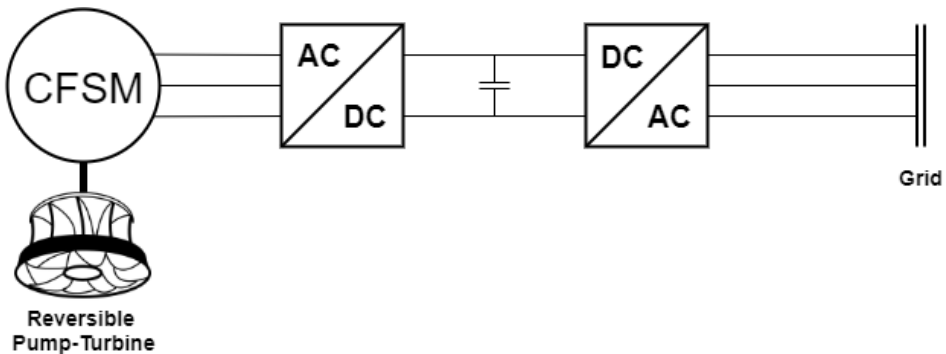 CFSM
AC
DC
DC
AC
Grid
Reversible
Pump-Turbine